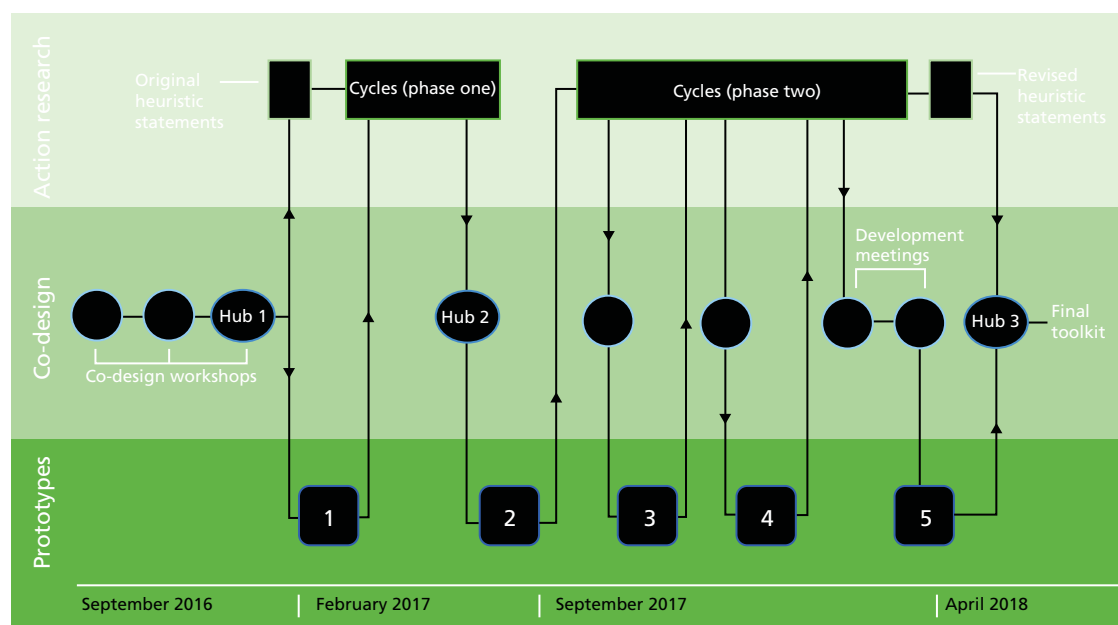 Action research
Original
heuristic
statements
Cycles (phase one)
Cycles (phase two)
Revised
heuristic
statements
Co-design
Hub 1
Co-design workshops
Hub 2
Development
meetings
Hub 3
Final
toolkit
Prototypes
1
2
3
4
5
September 2016
February 2017
September 2017
April 2018